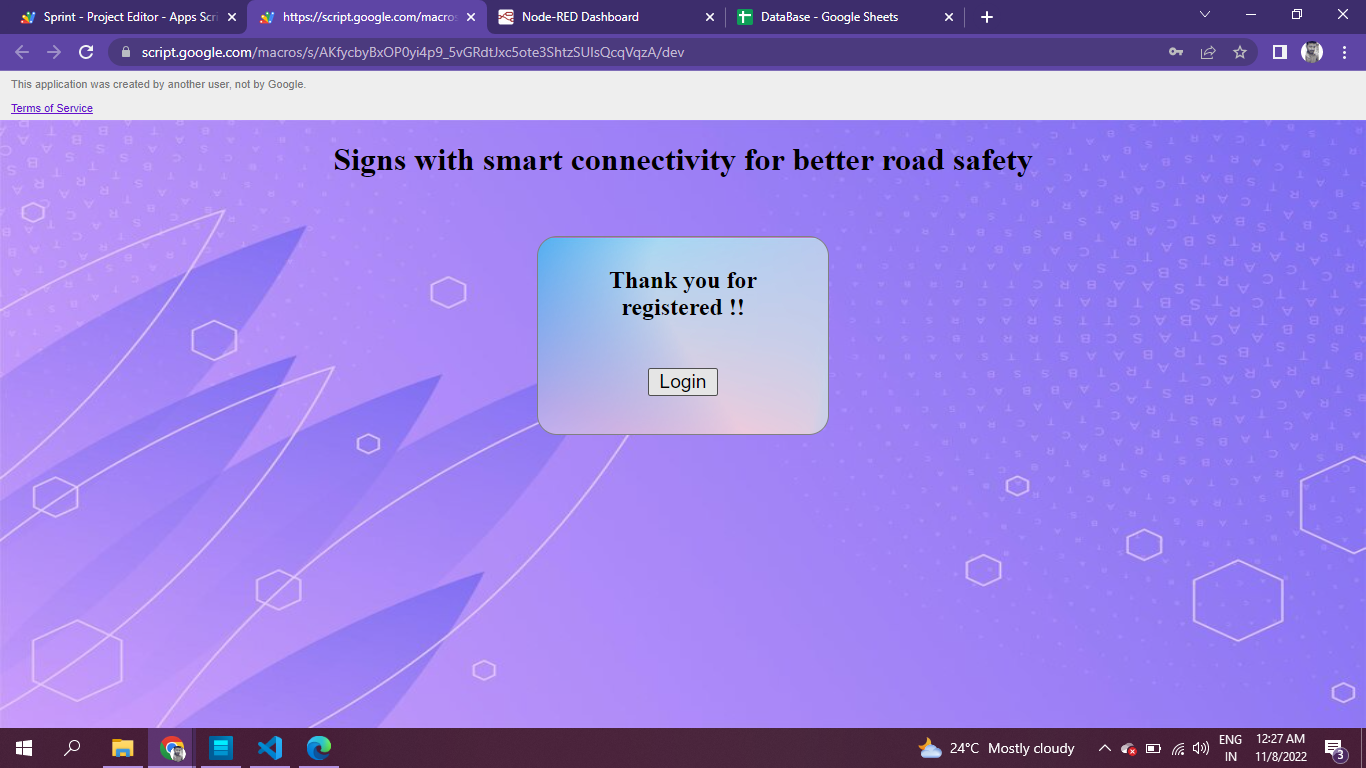 Sprint - Project Editor - Apps Scri
https://script.google.com/macros
Node-RED Dashboard
DataBase - Google Sheets
script.google.com/macros/s/AKfycbyBxOP0yi4p9_5vGRdtJxc5ote3ShtzSUIsQcqVqzA/dev
This application was created by another user, not by Google.
Terms of Service
Signs with smart connectivity for better road safety
Thank you for
registered !!
Login
24°C Mostly cloudy
ENG
IN
12:27 AM
11/8/2022
3